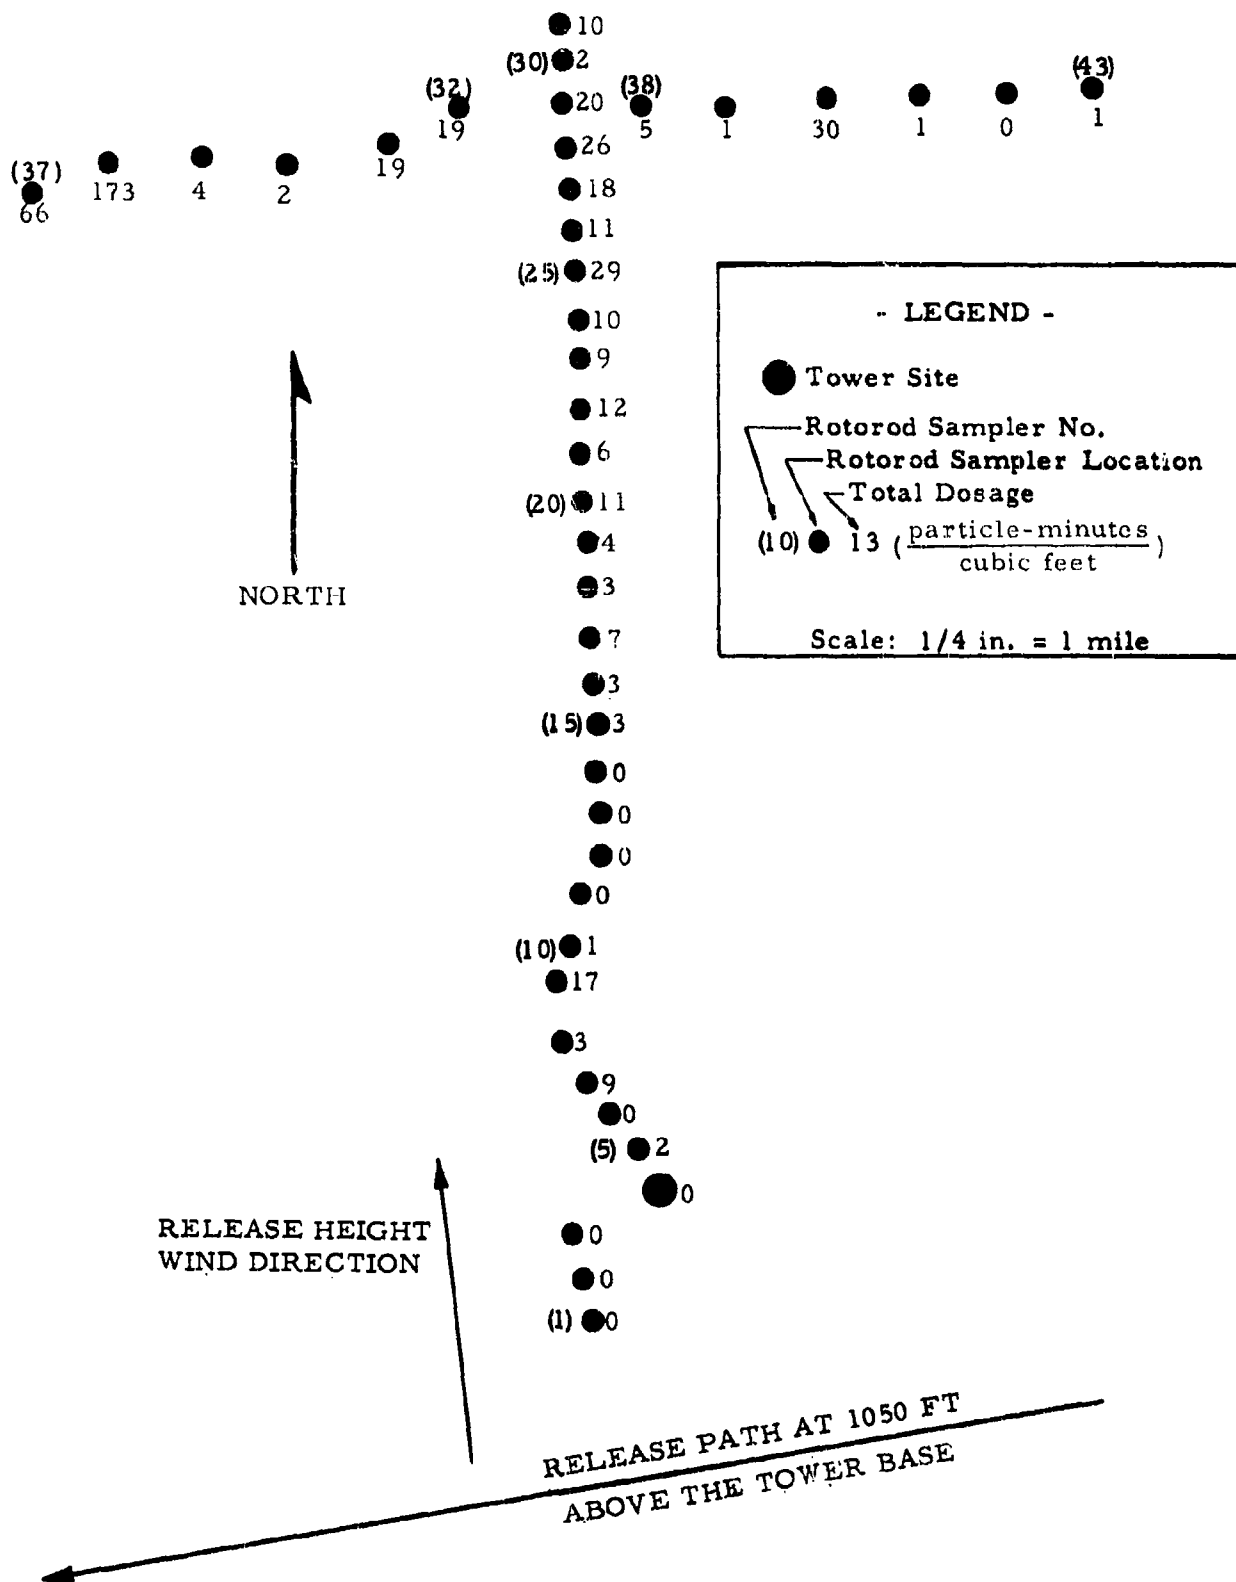 10
(30) 2
(32) 20 (38) (43)
19 5 1 30 1 0 1
26
(37) 173 4 2 19 18
66
11
(25) 29
10
9
12
6
(20) 11
4
3
7
3
(15) 3
0
0
0
0
(10) 1
17
3
9
0
(5) 2
0
0
0
(1) 0
NORTH
- LEGEND -
Tower Site
Rotorod Sampler No.
Rotorod Sampler Location
Total Dosage
(10) 13 (particle-minutes
cubic feet)
Scale: 1/4 in. = 1 mile
RELEASE HEIGHT
WIND DIRECTION
RELEASE PATH AT 1050 FT
ABOVE THE TOWER BASE